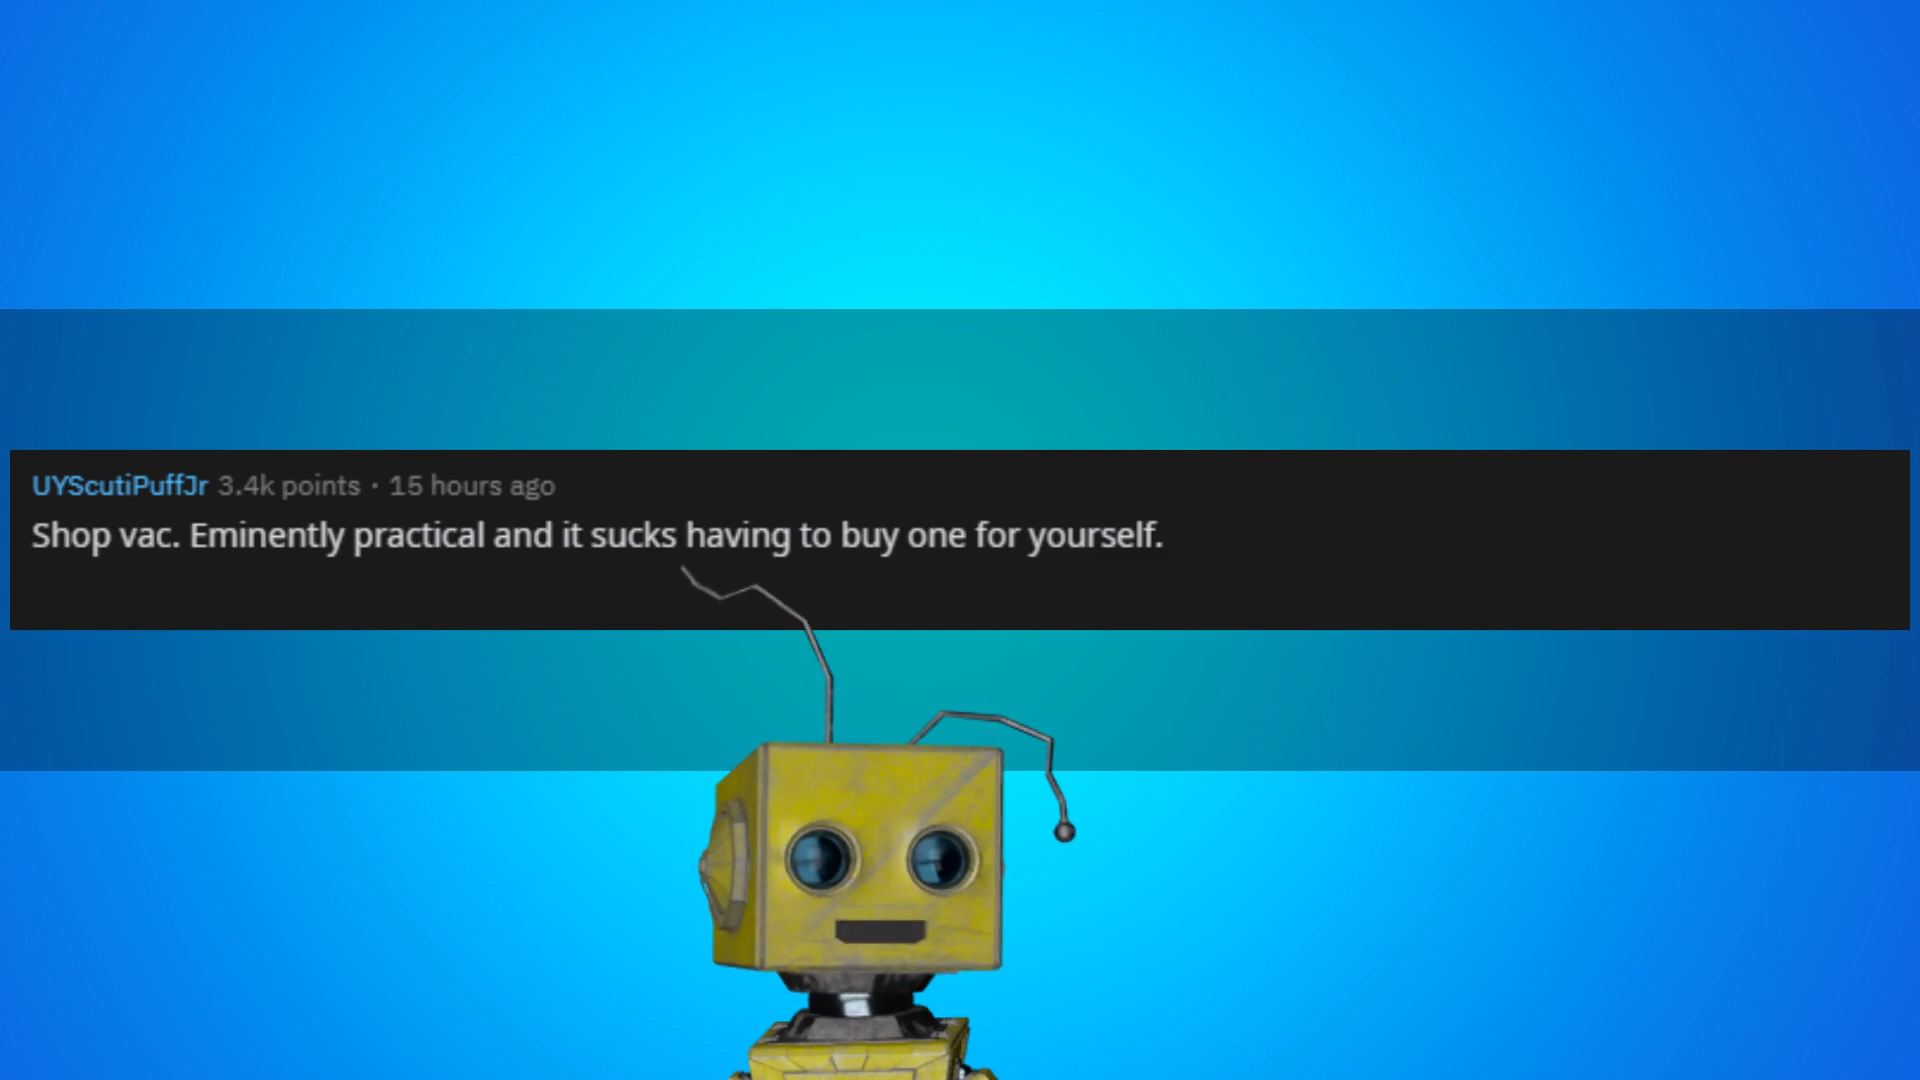 UYScutiPuffJr 3.4k points · 15 hours ago
Shop vac. Eminently practical and it sucks having to buy one for yourself.